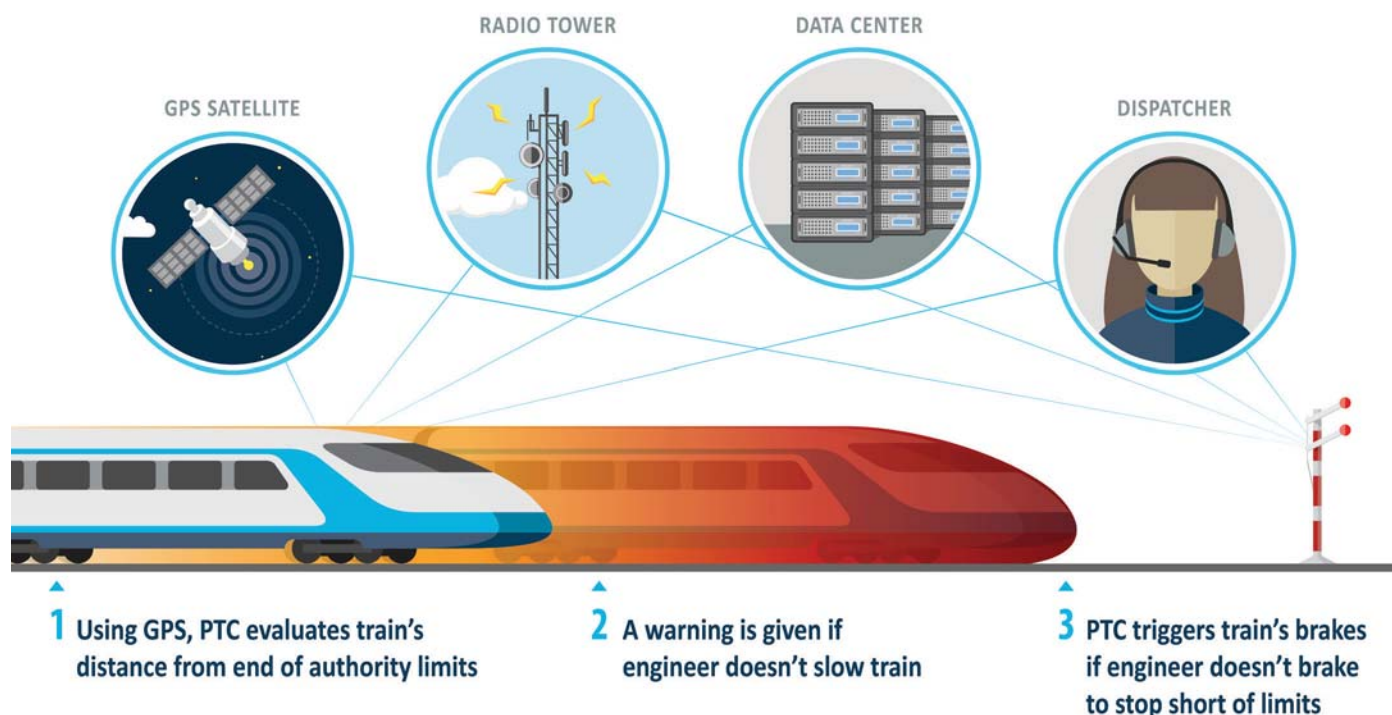 RADIO TOWER
DATA CENTER
GPS SATELLITE
DISPATCHER
1 Using GPS, PTC evaluates train's
distance from end of authority limits
2 A warning is given if
engineer doesn't slow train
3 PTC triggers train's brakes
if engineer doesn't brake
to stop short of limits